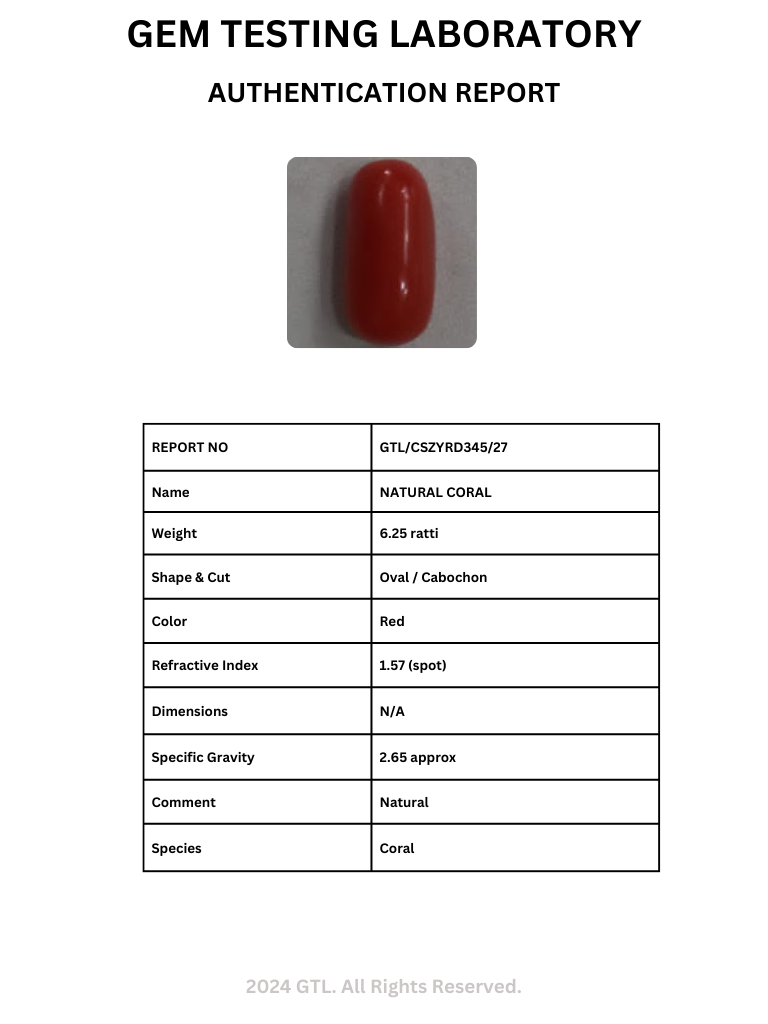 GEM TESTING LABORATORY
AUTHENTICATION REPORT
REPORT NO GTL/CSZYRD345/27
Name NATURAL CORAL
Weight 6.25 ratti
Shape & Cut Oval / Cabochon
Color Red
Refractive Index 1.57 (spot)
Dimensions N/A
Specific Gravity 2.65 approx
Comment Natural
Species Coral
2024 GTL. All Rights Reserved.